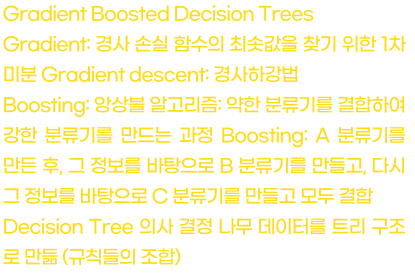 Gradient Boosted Decision Trees
Gradient: 경사 손실 함수의 최솟값을 찾기 위한 1차
미분 Gradient descent: 경사하강법
Boosting: 앙상블 알고리즘: 약한 분류기를 결합하여
강한 분류기를 만드는 과정 Boosting: A 분류기를
만든 후, 그 정보를 바탕으로 B 분류기를 만들고, 다시
그 정보를 바탕으로 C 분류기를 만들고 모두 결합
Decision Tree 의사 결정 나무 데이터를 트리 구조
로 만듦 (규칙들의 조합)